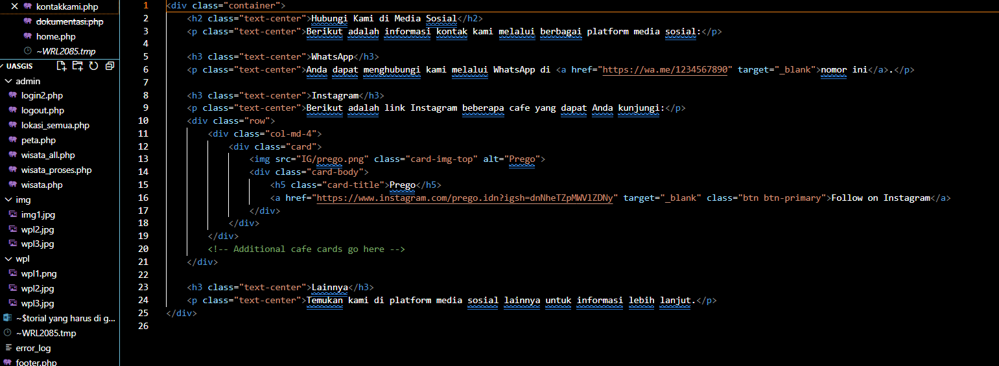 kontakkami.php
dokumentasi.php
home.php
~WRL2085.tmp
UASGIS
admin
login2.php
logout.php
lokasi_semua.php
peta.php
wisata_all.php
wisata_proses.php
wisata.php
img
img1.jpg
wpl2.jpg
wpl3.jpg
wpl
wpl1.png
wpl2.jpg
wpl3.jpg
~$torial yang harus di g...
~WRL2085.tmp
error_log
footer.php
1 <div class="container">
2 <h2 class="text-center">Hubungi Kami di Media Sosial</h2>
3 <p class="text-center">Berikut adalah informasi kontak kami melalui berbagai platform media sosial:</p>
4
5 <h3 class="text-center">WhatsApp</h3>
6 <p class="text-center">Anda dapat menghubungi kami melalui WhatsApp di <a href="https://wa.me/1234567890" target="_blank">nomor ini</a>.</p>
7
8 <h3 class="text-center">Instagram</h3>
9 <p class="text-center">Berikut adalah link Instagram beberapa cafe yang dapat Anda kunjungi:</p>
10 <div class="row">
11 <div class="col-md-4">
12 <div class="card">
13 <img src="IG/prego.png" class="card-img-top" alt="Prego">
14 <div class="card-body">
15 <h5 class="card-title">Prego</h5>
16 <a href="https://www.instagram.com/prego.idn?igsh=dnNheTZpMWVlZDNy" target="_blank" class="btn btn-primary">Follow on Instagram</a>
17 </div>
18 </div>
19 </div>
20 <!-- Additional cafe cards go here -->
21 </div>
22
23 <h3 class="text-center">Lainnya</h3>
24 <p class="text-center">Temukan kami di platform media sosial lainnya untuk informasi lebih lanjut.</p>
25 </div>
26